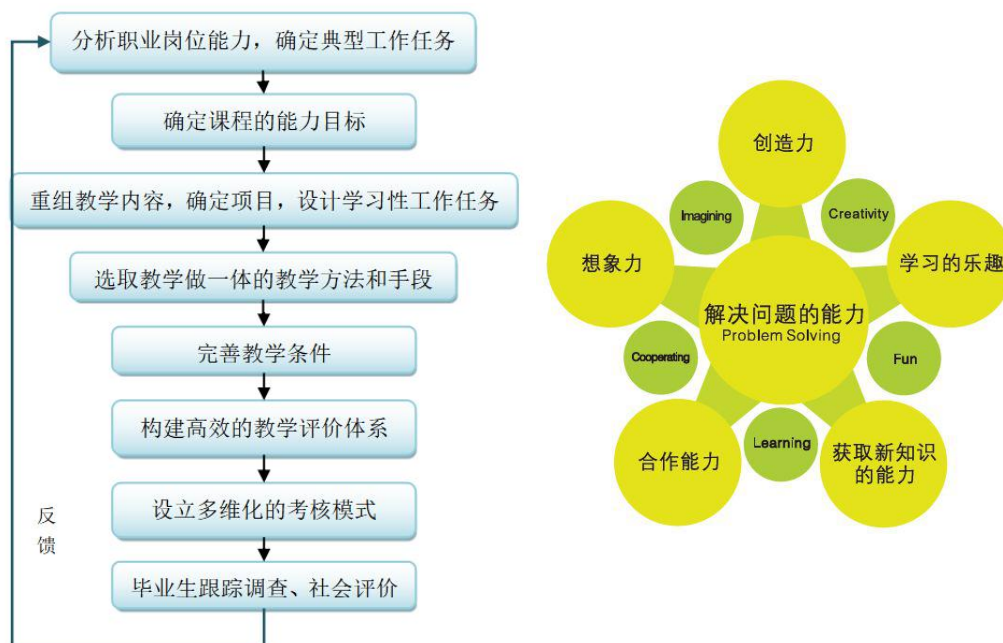 分析职业岗位能力，确定典型工作任务
确定课程的能力目标
重组教学内容，确定项目，设计学习性工作任务
选取教学做一体的教学方法和手段
完善教学条件
构建高效的教学评价体系
设立多维化的考核模式
毕业生跟踪调查、社会评价
反
馈
创造力
Imagining
Creativity
想象力
学习的乐趣
解决问题的能力
Problem Solving
Cooperating
Fun
合作能力
Learning
获取新知识
的能力